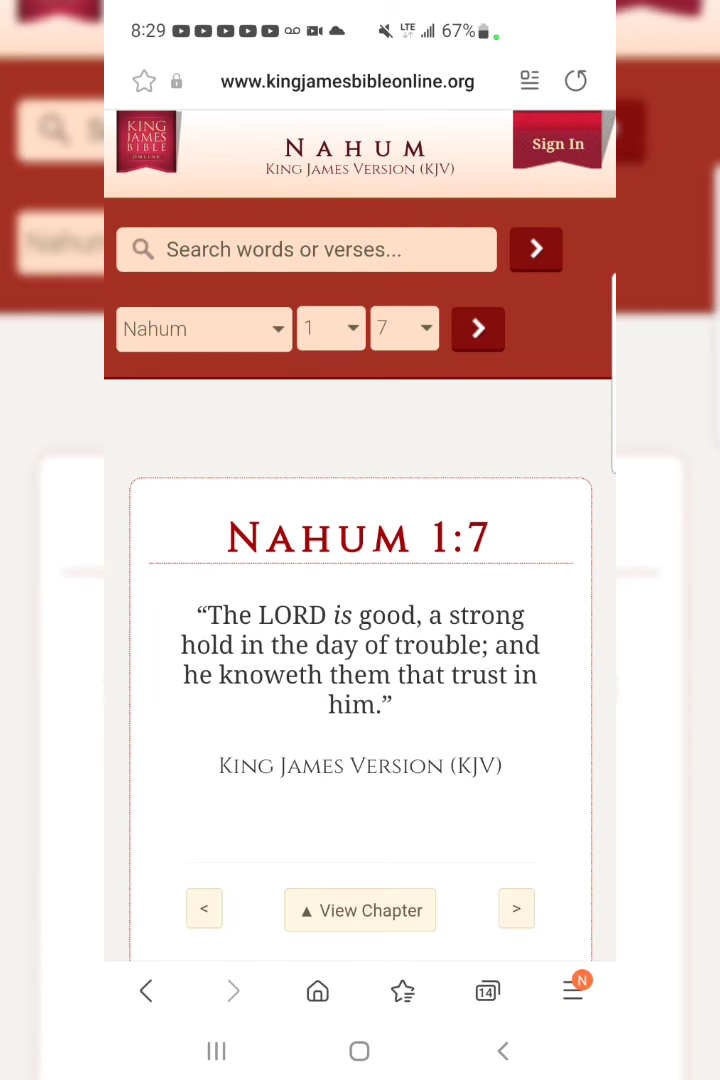 8:29
LTE
67%
www.kingjamesbibleonline.org
KING
JAMES
BIBLE
ONLINE
NAHUM
KING JAMES VERSION (KJV)
Sign In
Search words or verses...
Nahum 1 7
NAHUM 1:7
“The LORD is good, a strong
hold in the day of trouble; and
he knoweth them that trust in
him.”
KING JAMES VERSION (KJV)
< ▲ View Chapter >
14
N